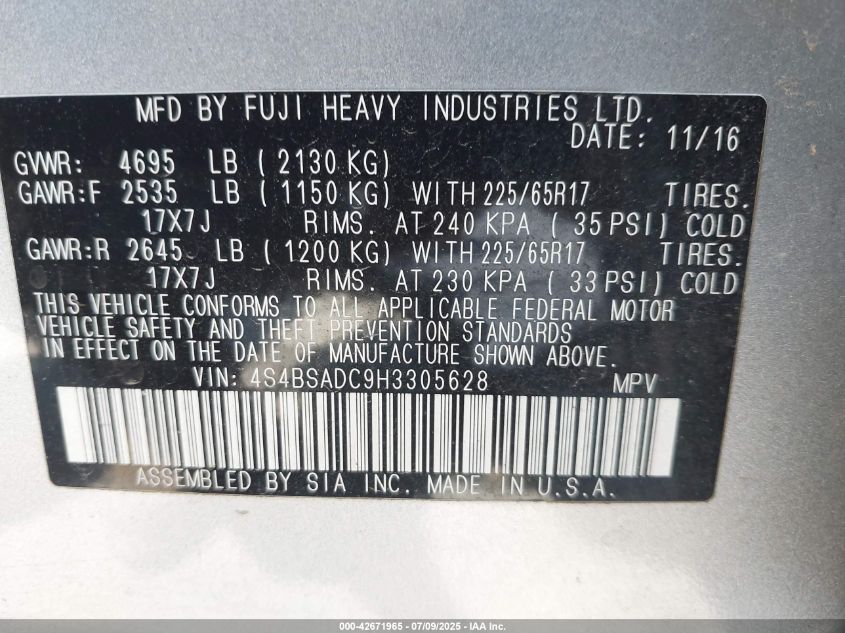 MFD BY FUJI HEAVY INDUSTRIES LTD.
DATE: 11/16
GVWR: 4695 LB ( 2130 KG)
GAWR:F 2535 LB ( 1150 KG) WITH 225/65R17 TIRES.
17X7J RIMS. AT 240 KPA ( 35 PSI) COLD
GAWR:R 2645 LB ( 1200 KG) WITH 225/65R17 TIRES.
17X7J RIMS. AT 230 KPA ( 33 PSI) COLD
THIS VEHICLE CONFORMS TO ALL APPLICABLE FEDERAL MOTOR
VEHICLE SAFETY AND THEFT PREVENTION STANDARDS
IN EFFECT ON THE DATE OF MANUFACTURE SHOWN ABOVE.
VIN: 4S4BSADC9H3305628 MPV
ASSEMBLED BY SIA INC. MADE IN U.S.A.
000-42671965 - 07/09/2025 - IAA Inc.